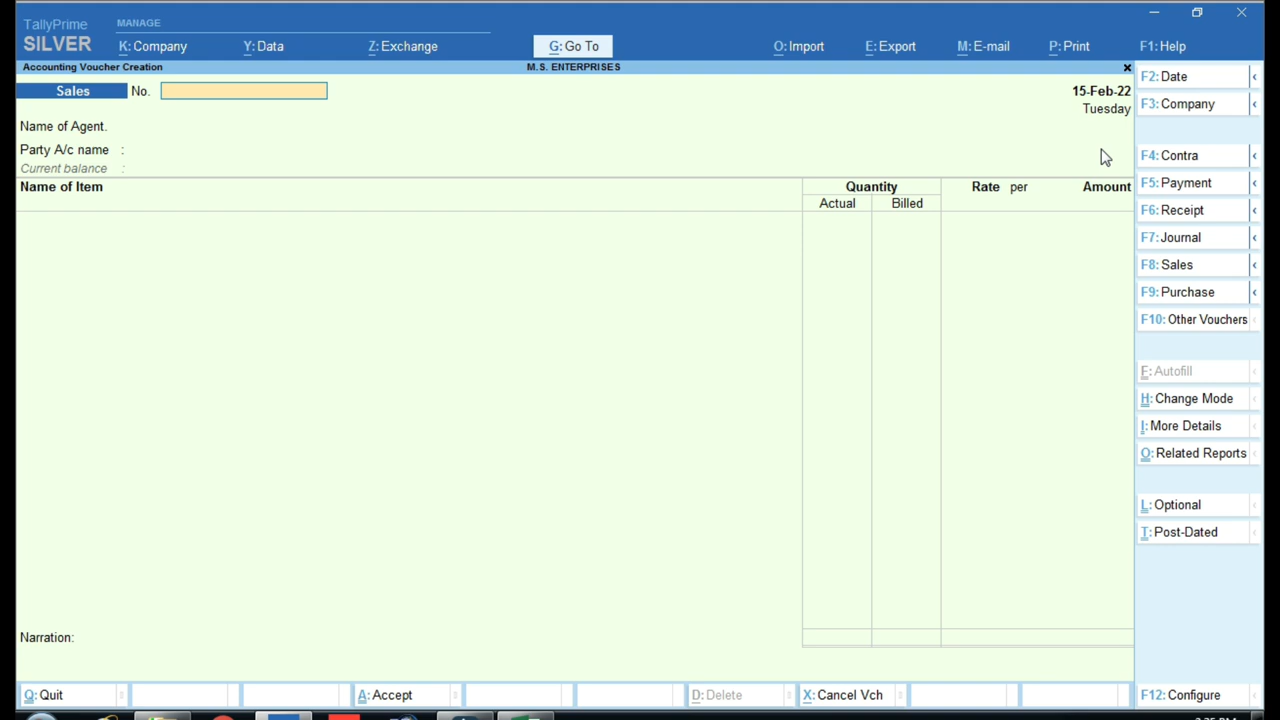 TallyPrime
MANAGE
SILVER
K: Company
Y: Data
Z: Exchange
G: Go To
O: Import
E: Export
M: E-mail
P: Print
F1: Help
Accounting Voucher Creation
M.S. ENTERPRISES
F2: Date
Sales No.
15-Feb-22
F3: Company
Tuesday
Name of Agent.
Party A/c name :
F4: Contra
Current balance :
F5: Payment
Name of Item
Quantity
Rate per
Amount
Actual
Billed
F6: Receipt
F7: Journal
F8: Sales
F9: Purchase
F10: Other Vouchers
F: Autofill
H: Change Mode
I: More Details
O: Related Reports
L: Optional
T: Post-Dated
Narration:
Q: Quit
A: Accept
D: Delete
X: Cancel Vch
F12: Configure